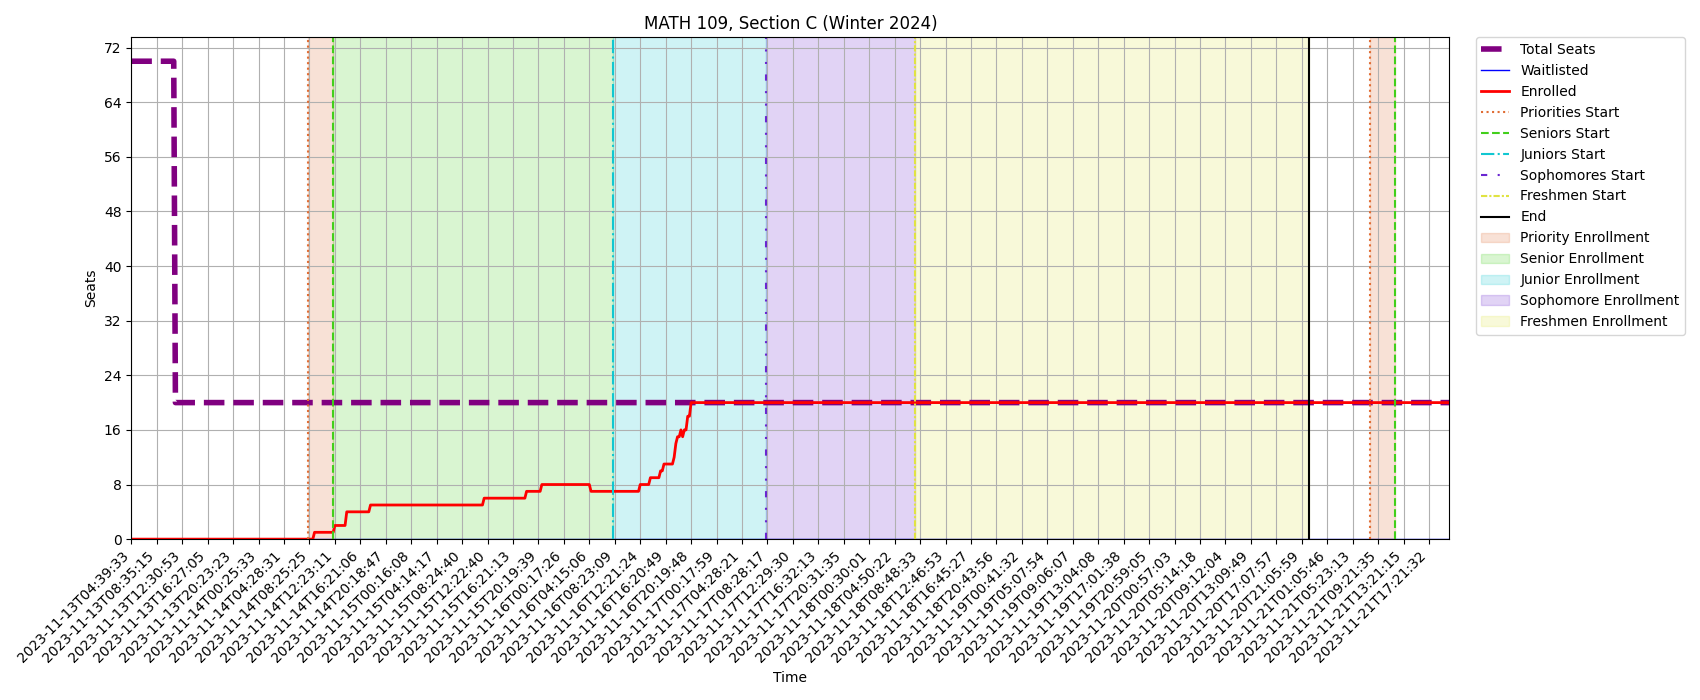 MATH 109, Section C (Winter 2024)
Seats
72
64
56
48
40
32
24
16
8
0
2023-11-13T04:39:33
2023-11-13T08:35:15
2023-11-13T12:30:53
2023-11-13T16:27:05
2023-11-13T20:23:23
2023-11-14T00:25:33
2023-11-14T04:28:31
2023-11-14T08:25:25
2023-11-14T12:23:11
2023-11-14T16:21:06
2023-11-14T20:18:47
2023-11-15T00:16:08
2023-11-15T04:14:17
2023-11-15T08:24:40
2023-11-15T12:22:40
2023-11-15T16:21:13
2023-11-15T20:19:39
2023-11-16T00:17:26
2023-11-16T04:15:06
2023-11-16T08:23:09
2023-11-16T12:21:24
2023-11-16T16:20:49
2023-11-16T20:19:48
2023-11-17T00:17:59
2023-11-17T04:28:21
2023-11-17T08:28:17
2023-11-17T12:29:30
2023-11-17T16:32:13
2023-11-17T20:31:35
2023-11-18T00:30:01
2023-11-18T04:50:22
2023-11-18T08:48:33
2023-11-18T12:46:53
2023-11-18T16:45:27
2023-11-18T20:43:56
2023-11-19T00:41:32
2023-11-19T05:07:54
2023-11-19T09:06:07
2023-11-19T13:04:08
2023-11-19T17:01:38
2023-11-19T20:59:05
2023-11-20T00:57:03
2023-11-20T05:14:18
2023-11-20T09:12:04
2023-11-20T13:09:49
2023-11-20T17:07:57
2023-11-20T21:05:59
2023-11-21T01:05:46
2023-11-21T05:23:13
2023-11-21T09:21:35
2023-11-21T13:21:15
2023-11-21T17:21:32
Time
Total Seats
Waitlisted
Enrolled
Priorities Start
Seniors Start
Juniors Start
Sophomores Start
Freshmen Start
End
Priority Enrollment
Senior Enrollment
Junior Enrollment
Sophomore Enrollment
Freshmen Enrollment